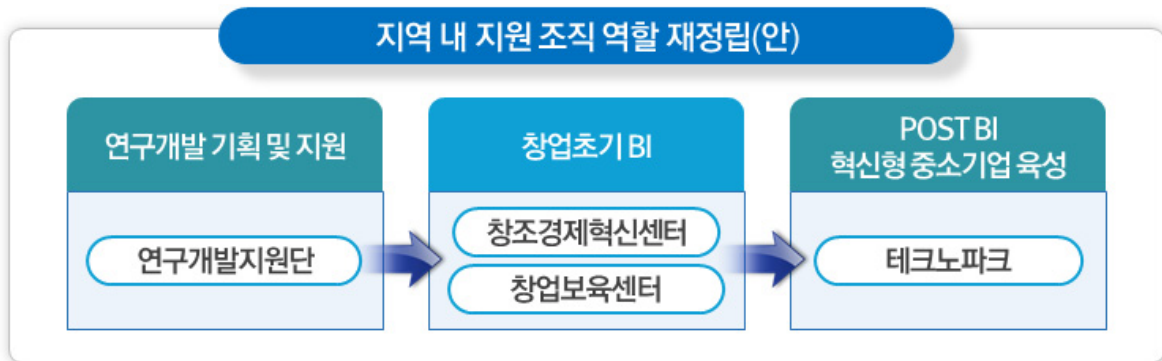 지역 내 지원 조직 역할 재정립(안)
연구개발 기획 및 지원
연구개발지원단
창업초기 BI
창조경제혁신센터
창업보육센터
POST BI
혁신형 중소기업 육성
테크노파크